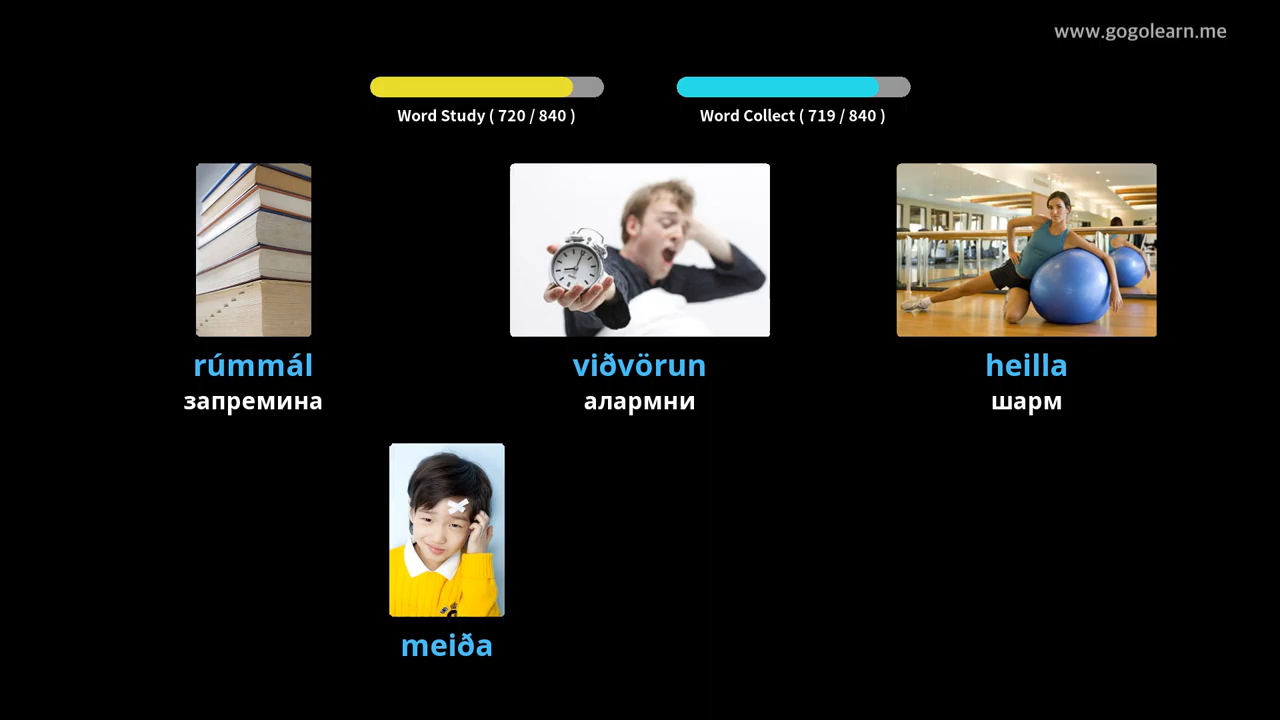 www.gogolearn.me
Word Study ( 720 / 840 )
Word Collect ( 719 / 840 )
rúmmál
запремина
viðvörun
алармни
heilla
шарм
meiða